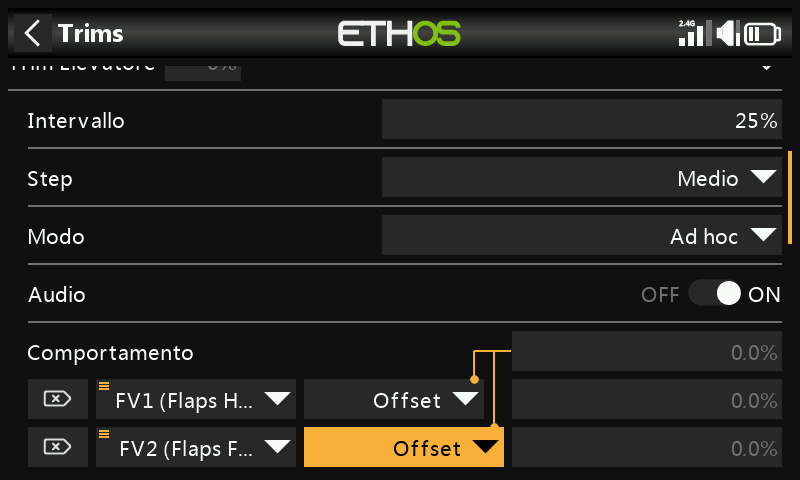 Trims
ETHOS
2.4G
Trim Elevatore 0%
Intervallo 25%
Step Medio
Modo Ad hoc
Audio OFF ON
Comportamento 0.0%
FV1 (Flaps H... Offset 0.0%
FV2 (Flaps F... Offset 0.0%